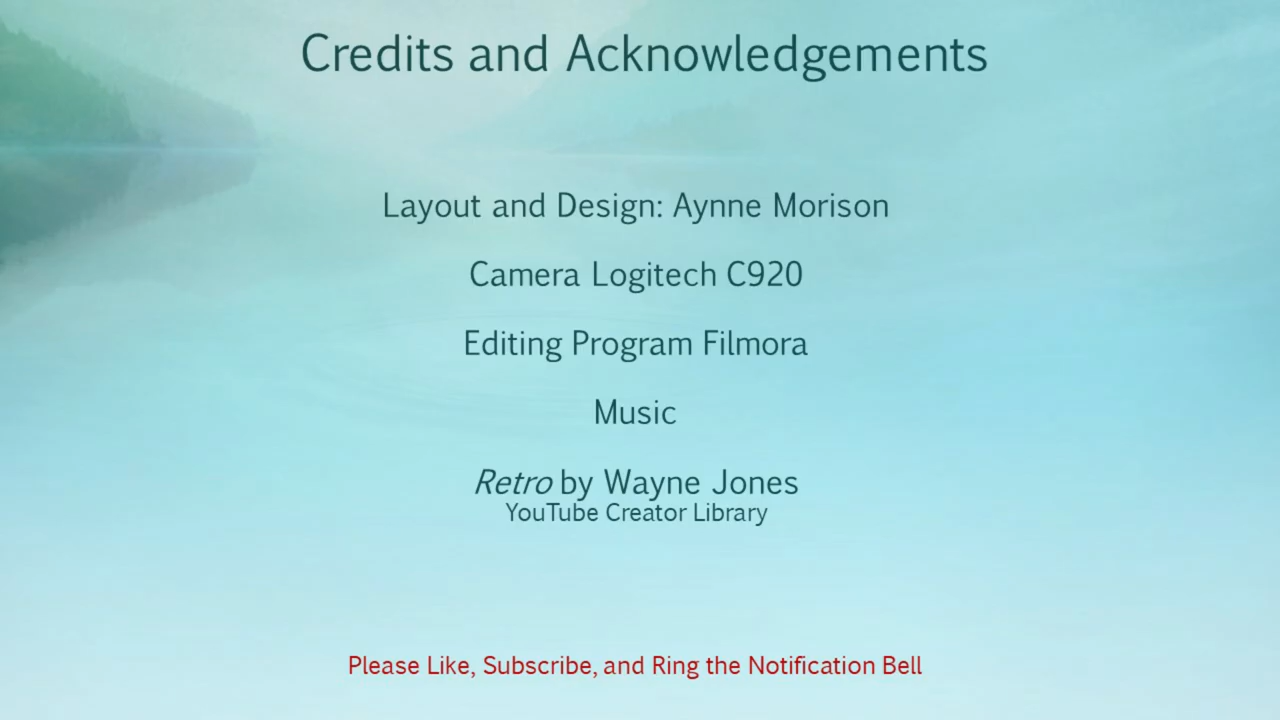 Credits and Acknowledgements
Layout and Design: Aynne Morison
Camera Logitech C920
Editing Program Filmora
Music
Retro by Wayne Jones
YouTube Creator Library
Please Like, Subscribe, and Ring the Notification Bell